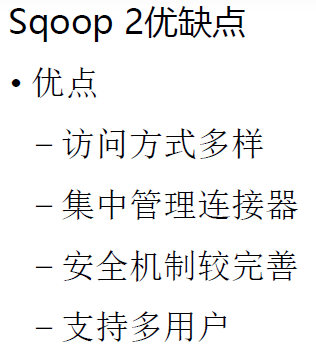 Sqoop 2优缺点
• 优点
– 访问方式多样
– 集中管理连接器
– 安全机制较完善
– 支持多用户